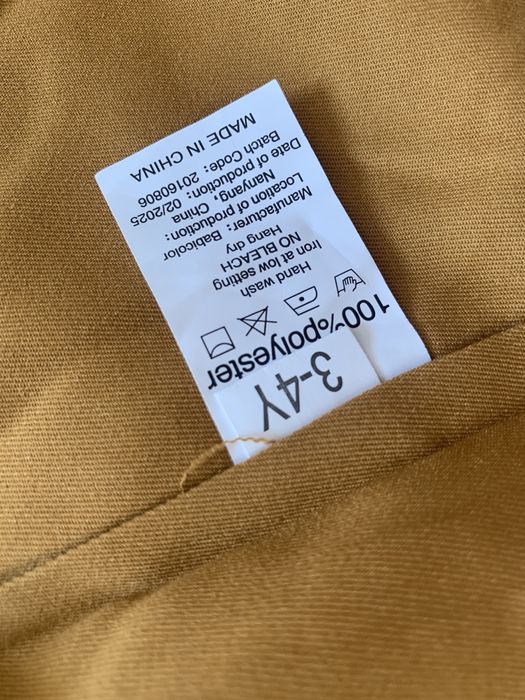 3-4Y
100%polyester
Hand wash
Iron at low setting
NO BLEACH
Hang dry
Manufacturer: Babicolor
Location of production:
Nanyang, China
Date of production: 02/2025
Batch Code: 20160806
MADE IN CHINA